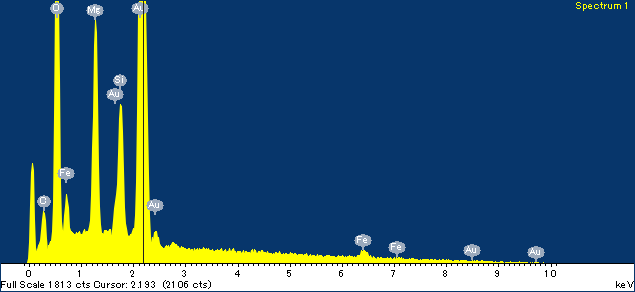 Spectrum 1
O Mg Au
Si
Au
Fe
Au
Fe Fe Au Au
0 1 2 3 4 5 6 7 8 9 10
Full Scale 1813 cts Cursor: 2.193 (2106 cts) keV